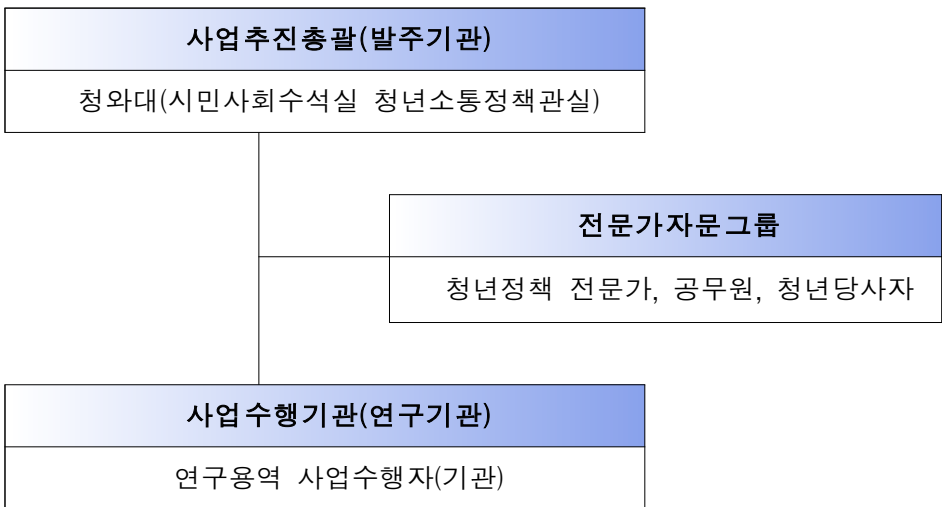 사업추진총괄(발주기관)
청와대(시민사회수석실 청년소통정책관실)
전문가자문그룹
청년정책 전문가, 공무원, 청년당사자
사업수행기관(연구기관)
연구용역 사업수행자(기관)